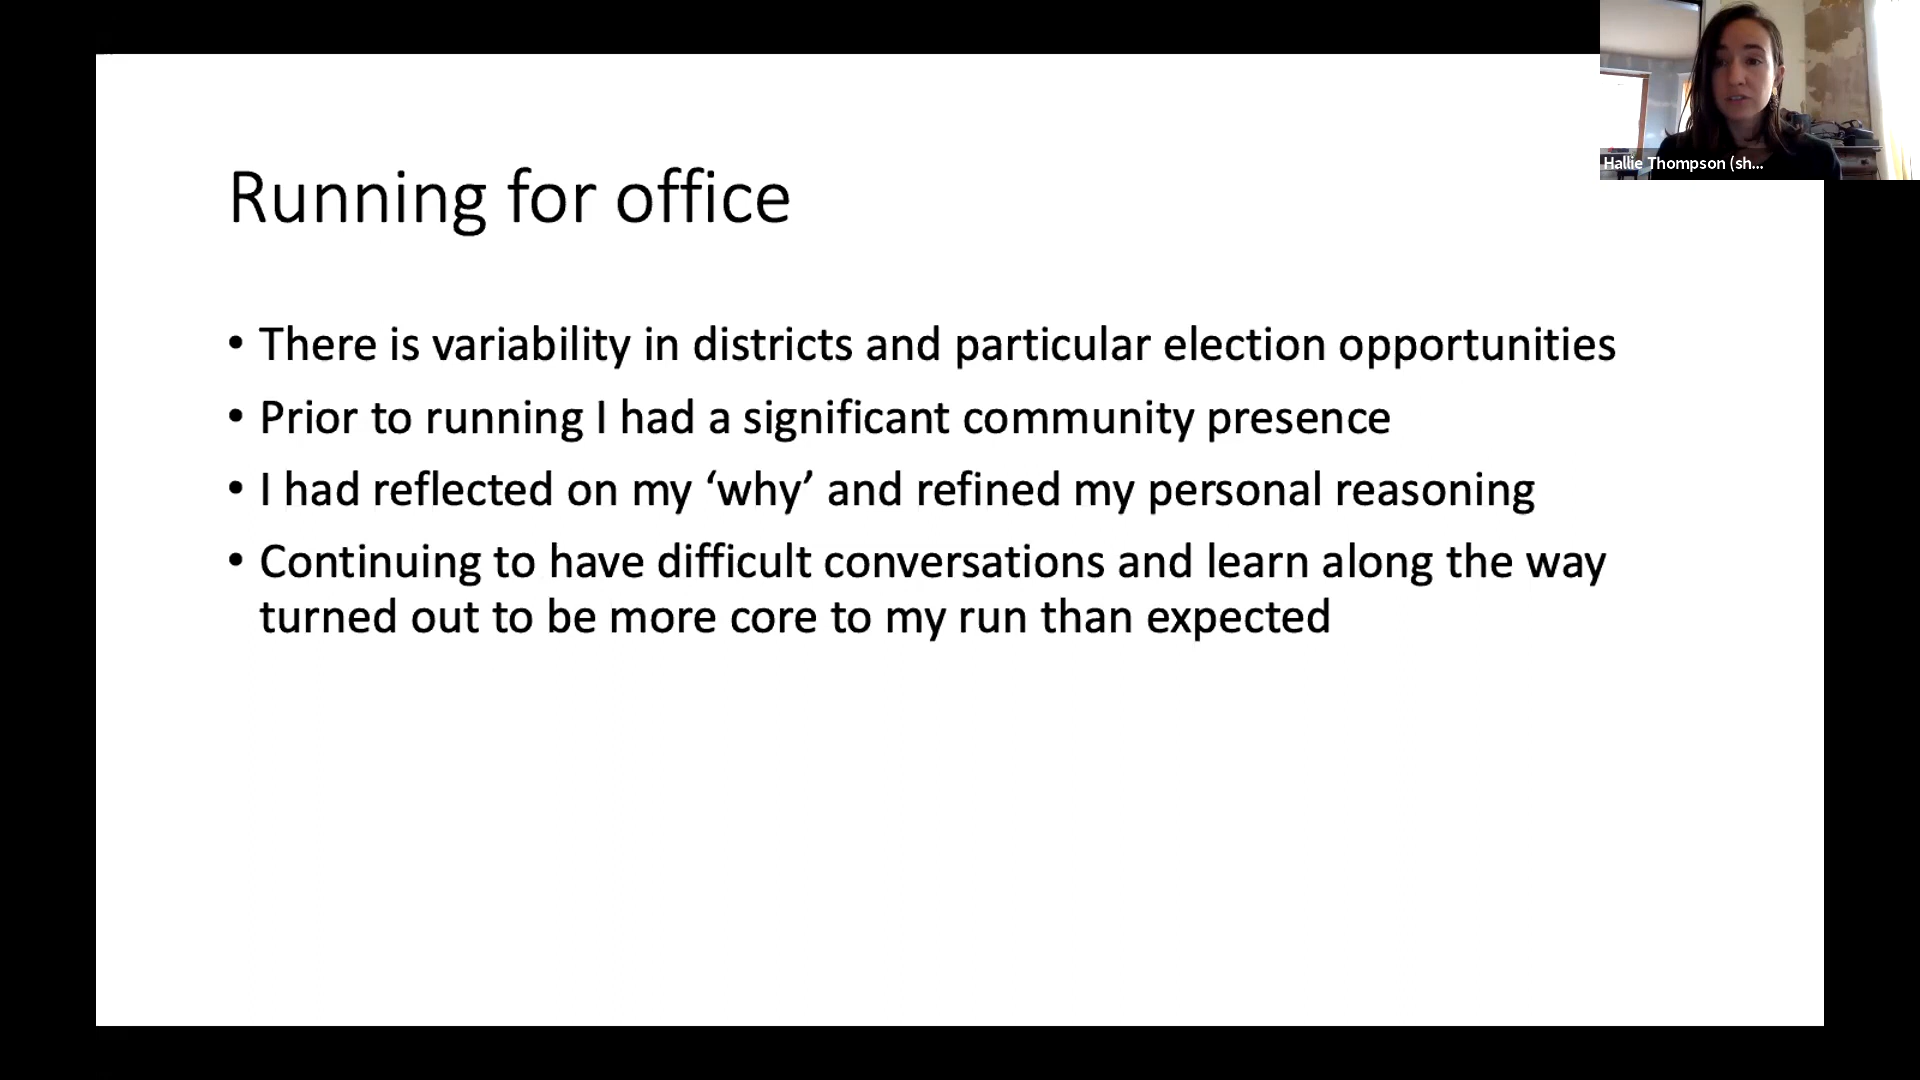 Running for office
• There is variability in districts and particular election opportunities
• Prior to running I had a significant community presence
• I had reflected on my ‘why’ and refined my personal reasoning
• Continuing to have difficult conversations and learn along the way
turned out to be more core to my run than expected
Hallie Thompson (sh...